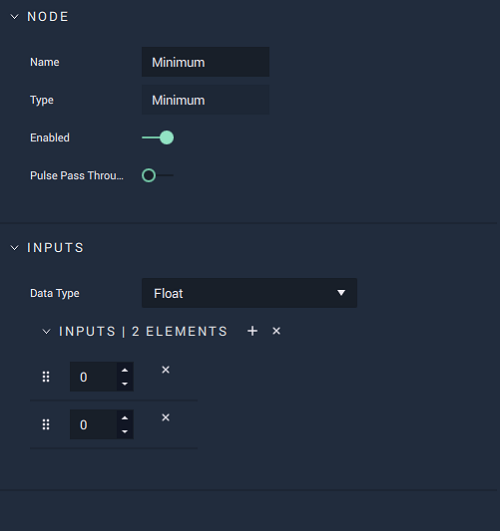 NODE
Name Minimum
Type Minimum
Enabled
Pulse Pass Throu...
INPUTS
Data Type Float
INPUTS | 2 ELEMENTS + ×
0 ×
0 ×